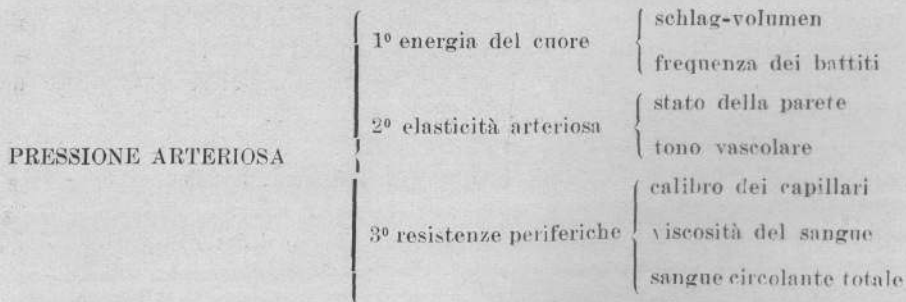 schlag-volumen
1º energia del cuore
frequenza dei battiti
stato della parete
2º elasticità arteriosa
tono vascolare
PRESSIONE ARTERIOSA
calibro dei capillari
3º resistenze periferiche
viscosità del sangue
sangue circolante totale